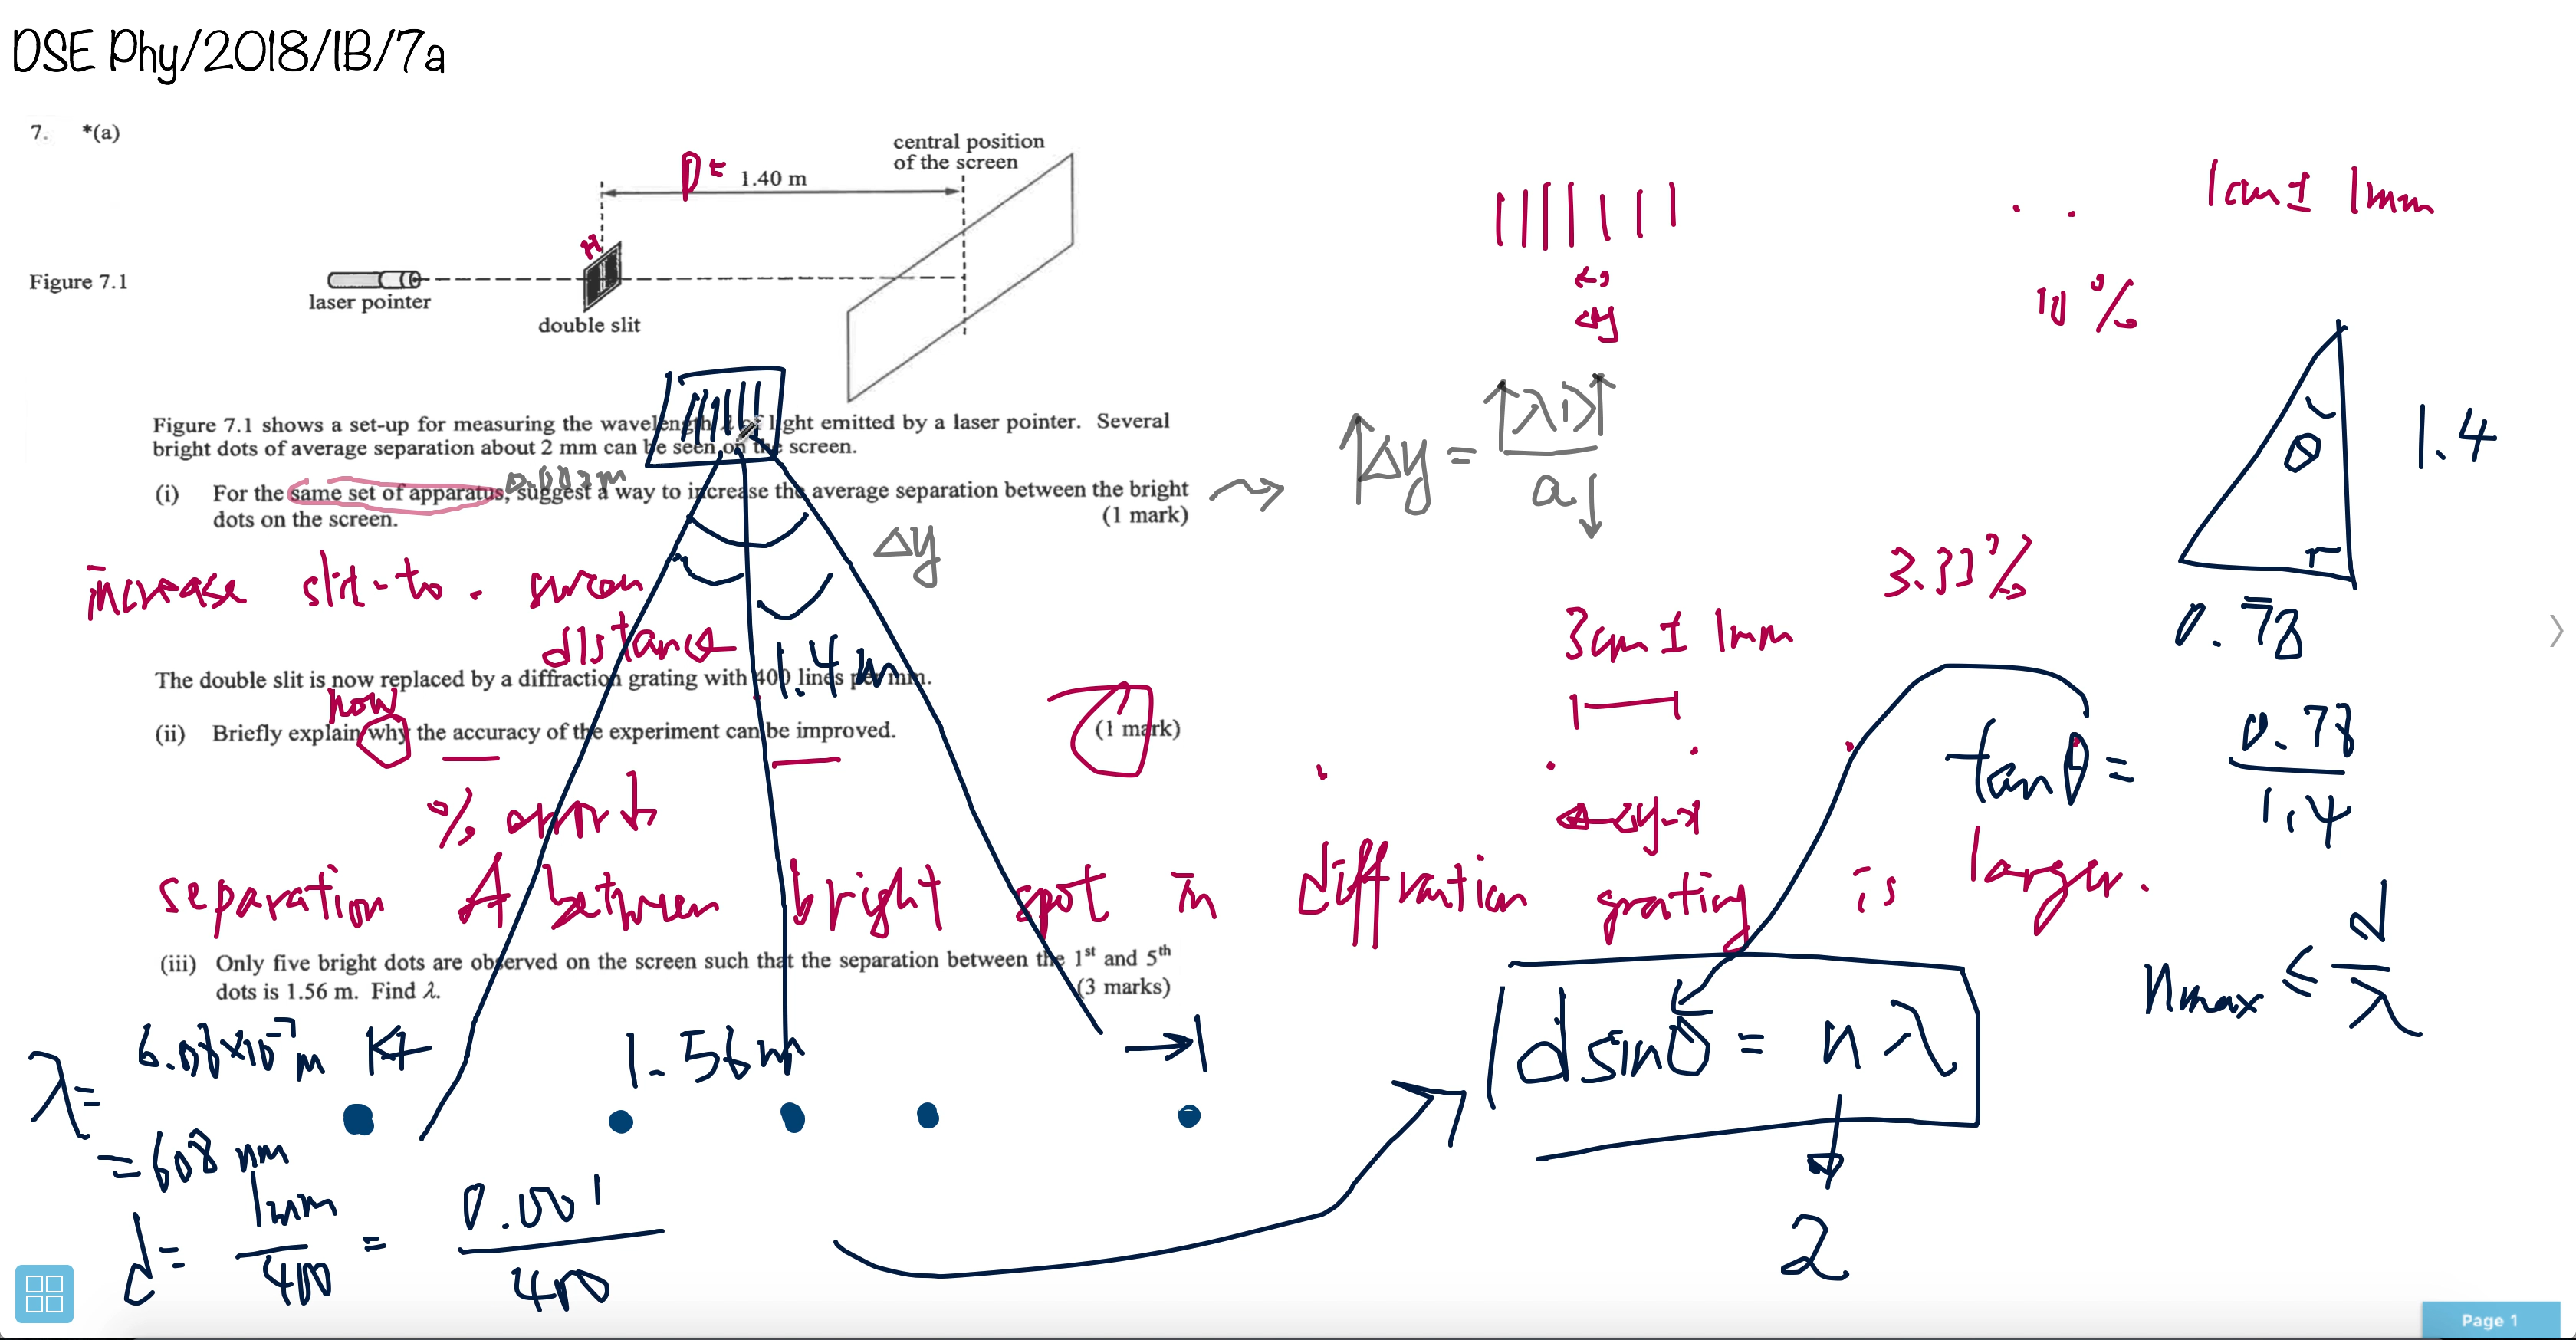 DSE Phy/2018/1B/7a
7. *(a)
central position
of the screen
D = 1.40 m
1cm ± 1mm
10%
Figure 7.1
laser pointer
double slit
Δy
Figure 7.1 shows a set-up for measuring the wavelength λ of light emitted by a laser pointer. Several
bright dots of average separation about 2 mm can be seen on the screen.
0.002m
(i) For the same set of apparatus, suggest a way to increase the average separation between the bright
dots on the screen. (1 mark)
↑Δy = ↑λD↑ / a↓
Δy
θ
1.4
0.78
increase slit-to-screen
distance
3.33%
3cm ± 1mm
1.4m
The double slit is now replaced by a diffraction grating with 400 lines per mm.
how
(ii) Briefly explain why the accuracy of the experiment can be improved. (1 mark)
% error ↓
Δy
tanθ = 0.78 / 1.4
separation between bright spot in diffraction grating is larger.
(iii) Only five bright dots are observed on the screen such that the separation between the 1st and 5th
dots is 1.56 m. Find λ. (3 marks)
nmax ≤ d / λ
λ = 6.08×10⁻⁷ m
1.56m
d sinθ = nλ
= 608 nm
2
d = 1mm / 400 = 0.001 / 400
Page 1